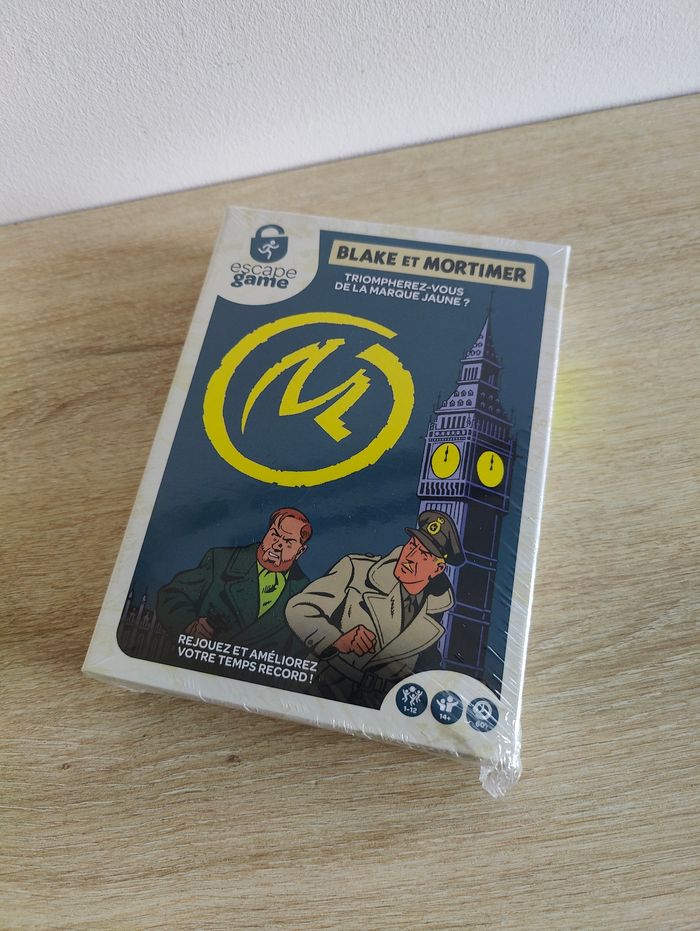 escape
game
BLAKE ET MORTIMER
TRIOMPHEREZ-VOUS
DE LA MARQUE JAUNE ?
M
REJOUEZ ET AMÉLIOREZ
VOTRE TEMPS RECORD !
1-12
14+
60'